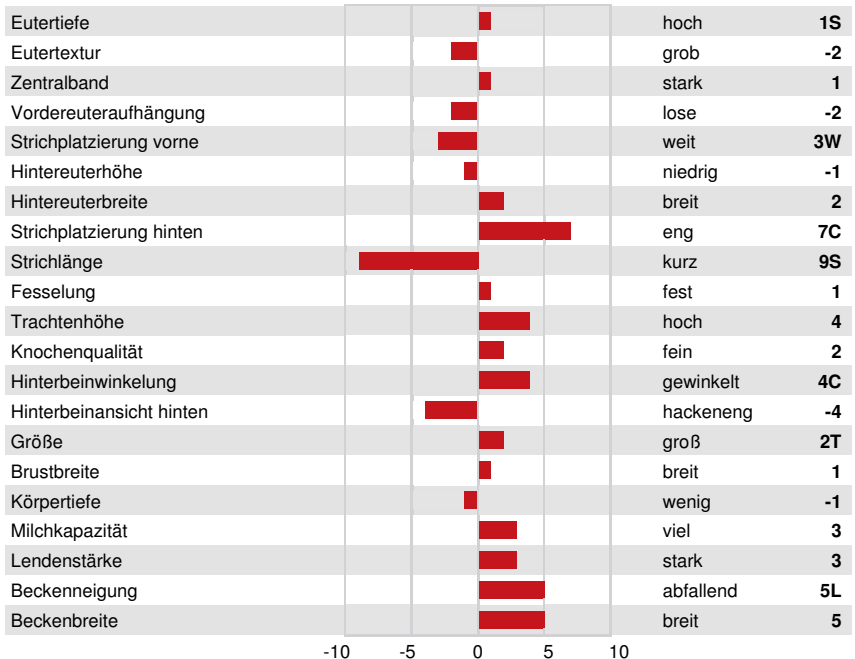 Eutertiefe hoch 1S
Eutertextur grob -2
Zentralband stark 1
Vordereuteraufhängung lose -2
Strichplatzierung vorne weit 3W
Hintereuterhöhe niedrig -1
Hintereuterbreite breit 2
Strichplatzierung hinten eng 7C
Strichlänge kurz 9S
Fesselung fest 1
Trachtenhöhe hoch 4
Knochenqualität fein 2
Hinterbeinwinkelung gewinkelt 4C
Hinterbeinansicht hinten hackeneng -4
Größe groß 2T
Brustbreite breit 1
Körpertiefe wenig -1
Milchkapazität viel 3
Lendenstärke stark 3
Beckenneigung abfallend 5L
Beckenbreite breit 5
-10 -5 0 5 10